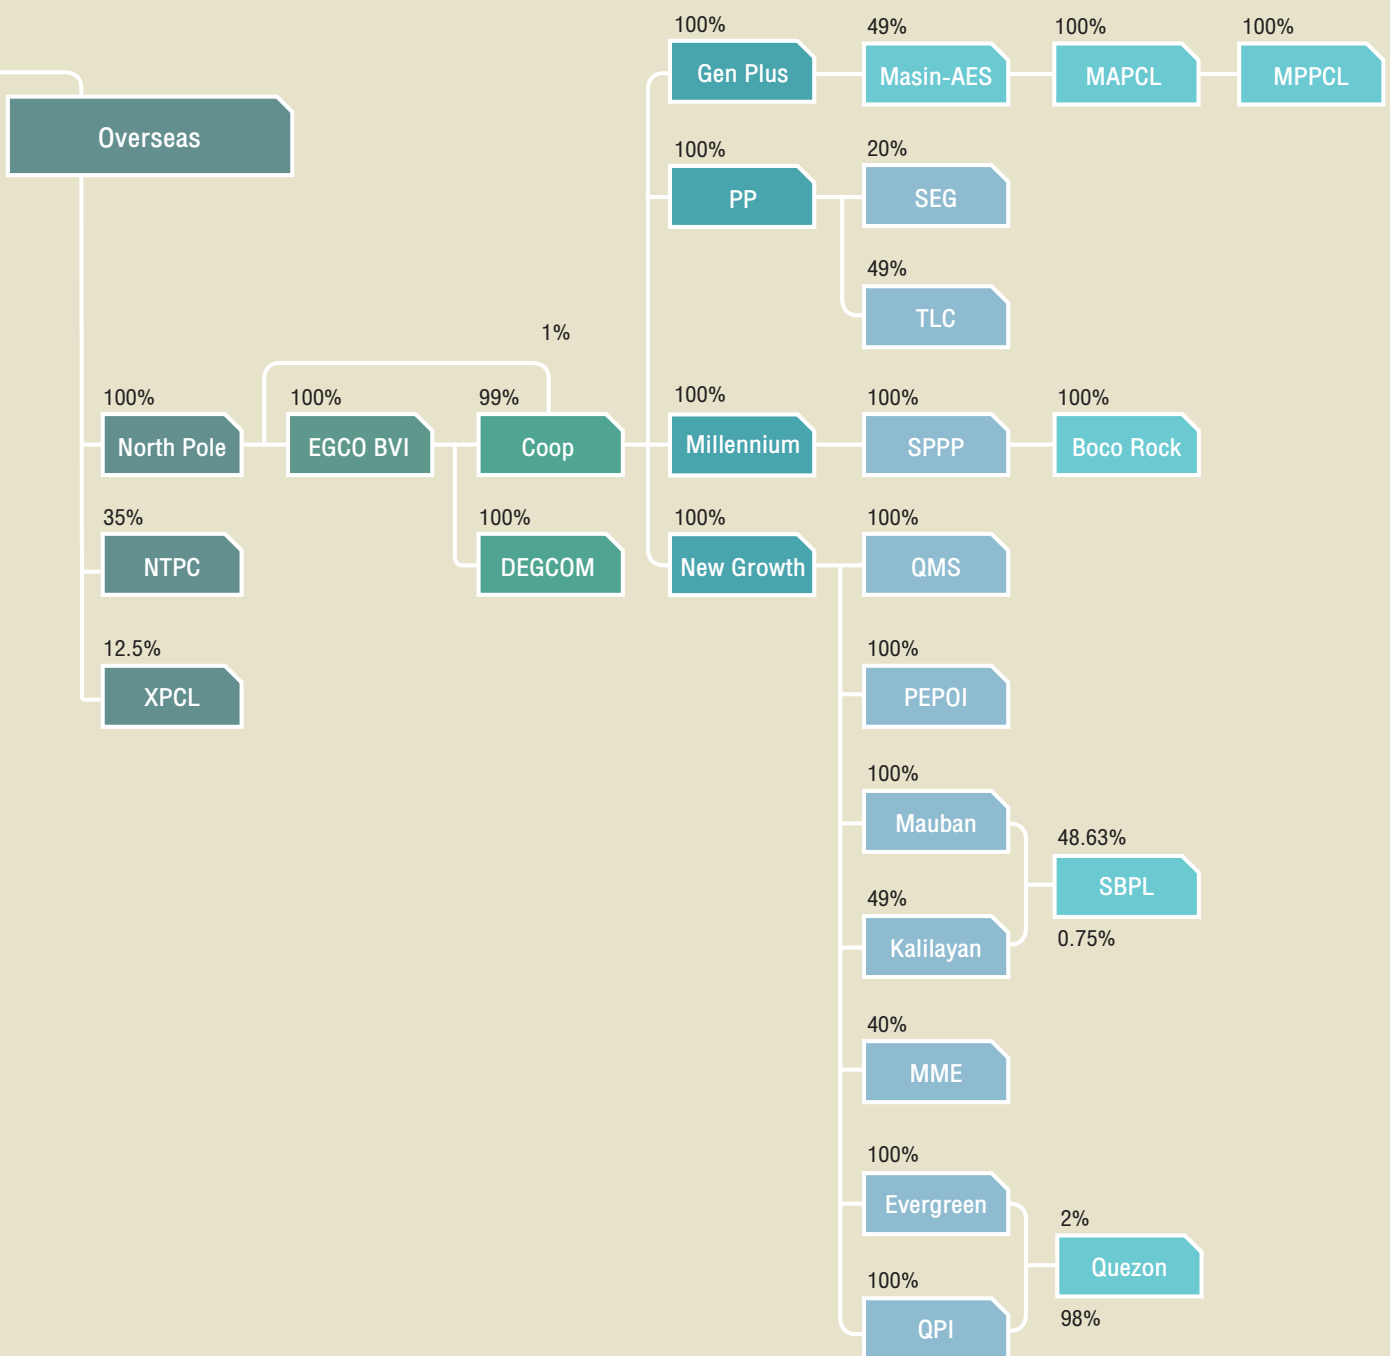 100%
Gen Plus
49%
Masin-AES
100%
MAPCL
100%
MPPCL
Overseas
100%
PP
20%
SEG
49%
TLC
1%
100%
North Pole
100%
EGCO BVI
99%
Coop
100%
Millennium
100%
SPPP
100%
Boco Rock
35%
NTPC
100%
DEGCOM
100%
New Growth
100%
QMS
12.5%
XPCL
100%
PEPOI
100%
Mauban
48.63%
SBPL
0.75%
49%
Kalilayan
40%
MME
100%
Evergreen
2%
Quezon
98%
100%
QPI